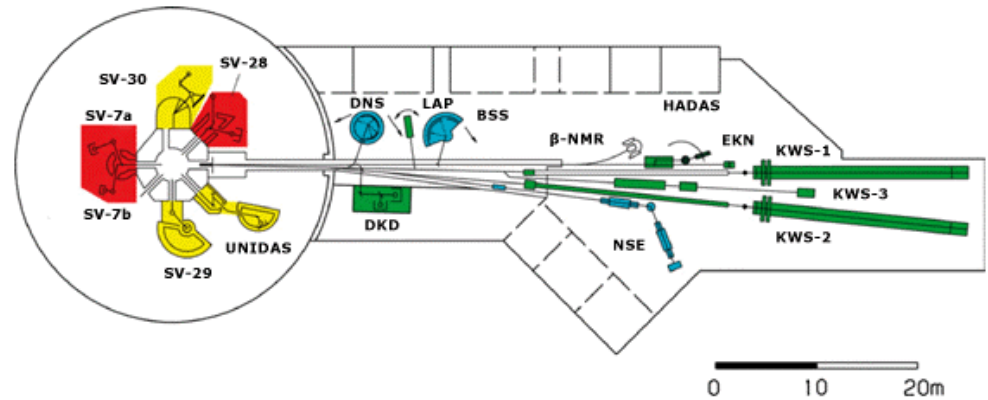 SV-28
SV-30
DNS
LAP
BSS
HADAS
SV-7a
β-NMR
EKN
KWS-1
KWS-3
SV-7b
DKD
UNIDAS
KWS-2
NSE
SV-29
0 10 20m